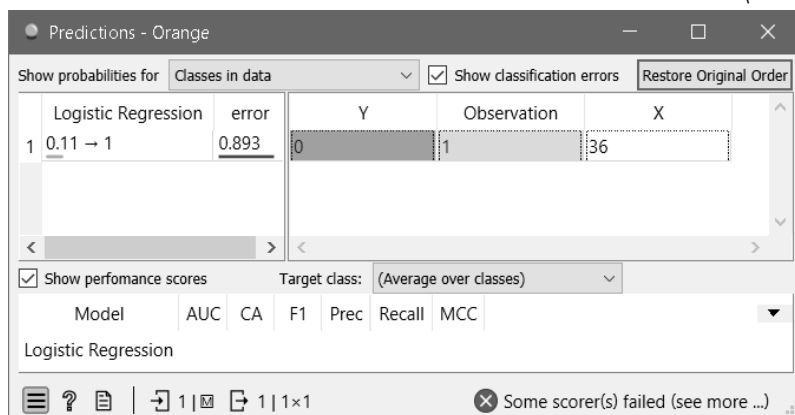 Predictions - Orange
Show probabilities for Classes in data Show classification errors Restore Original Order
Logistic Regression error Y Observation X
1 0.11 → 1 0.893 0 1 36
Show perfomance scores Target class: (Average over classes)
Model AUC CA F1 Prec Recall MCC
Logistic Regression
? 1 | M 1 | 1×1 Some scorer(s) failed (see more ...)